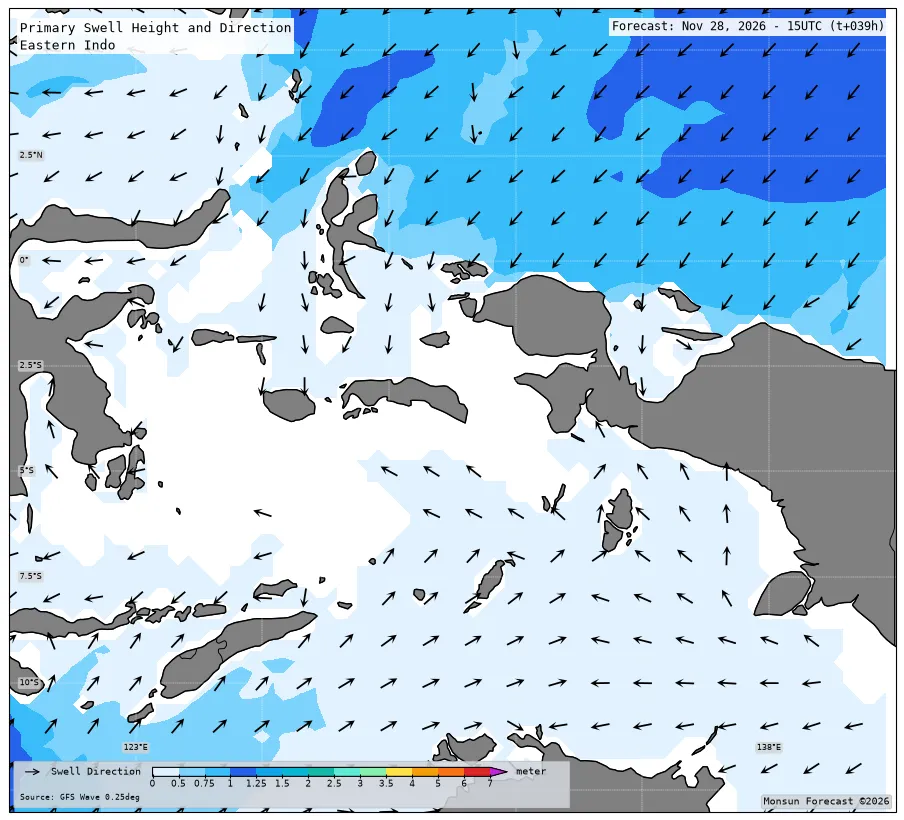 Primary Swell Height and Direction
Eastern Indo
Forecast: Nov 28, 2026 - 15UTC (t+039h)
2.5°N
0°
2.5°S
5°S
7.5°S
10°S
123°E
138°E
Swell Direction
0 0.5 0.75 1 1.25 1.5 2 2.5 3 3.5 4 5 6 7
meter
Source: GFS Wave 0.25deg
Monsun Forecast ©2026